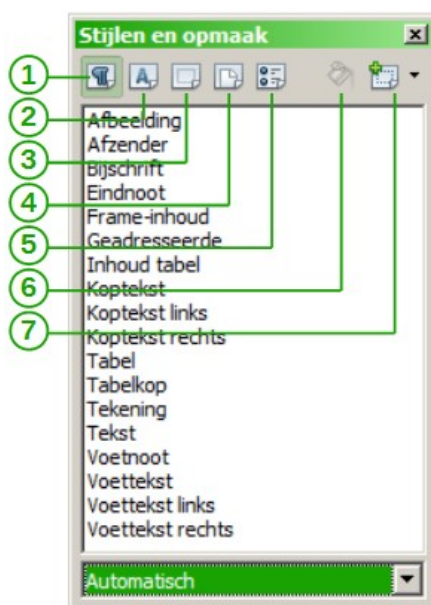 Stijlen en opmaak
1
2
3
4
5
6
7
Afbeelding
Afzender
Bijschrift
Eindnoot
Frame-inhoud
Geadresseerde
Inhoud tabel
Koptekst
Koptekst links
Koptekst rechts
Tabel
Tabelkop
Tekening
Tekst
Voetnoot
Voettekst
Voettekst links
Voettekst rechts
Automatisch